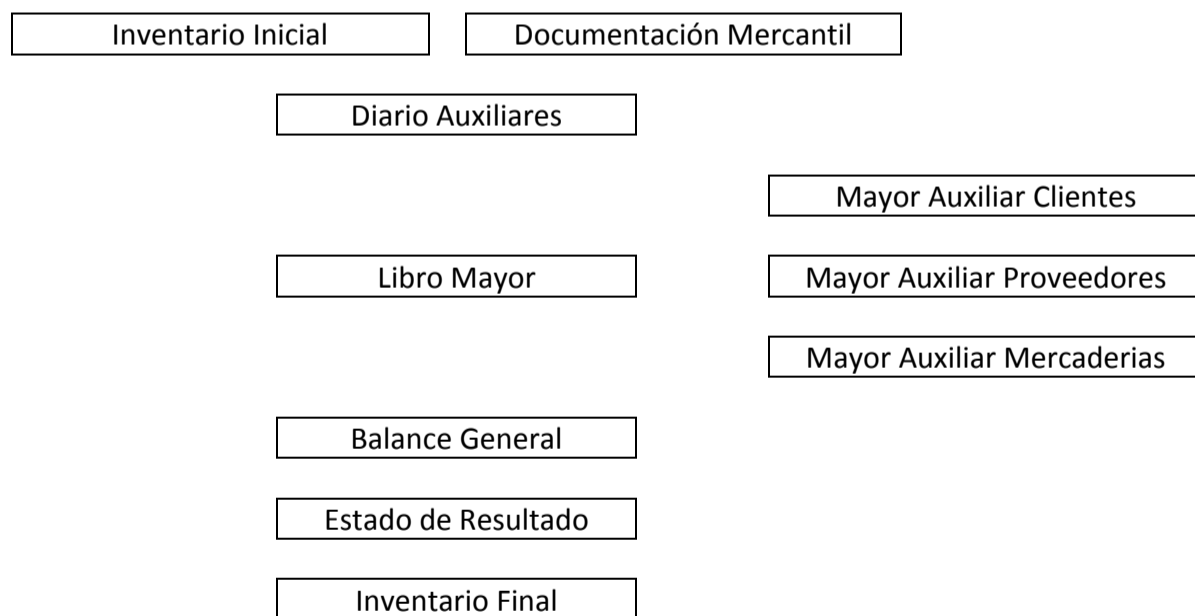 Inventario Inicial
Documentación Mercantil
Diario Auxiliares
Mayor Auxiliar Clientes
Libro Mayor
Mayor Auxiliar Proveedores
Mayor Auxiliar Mercaderias
Balance General
Estado de Resultado
Inventario Final